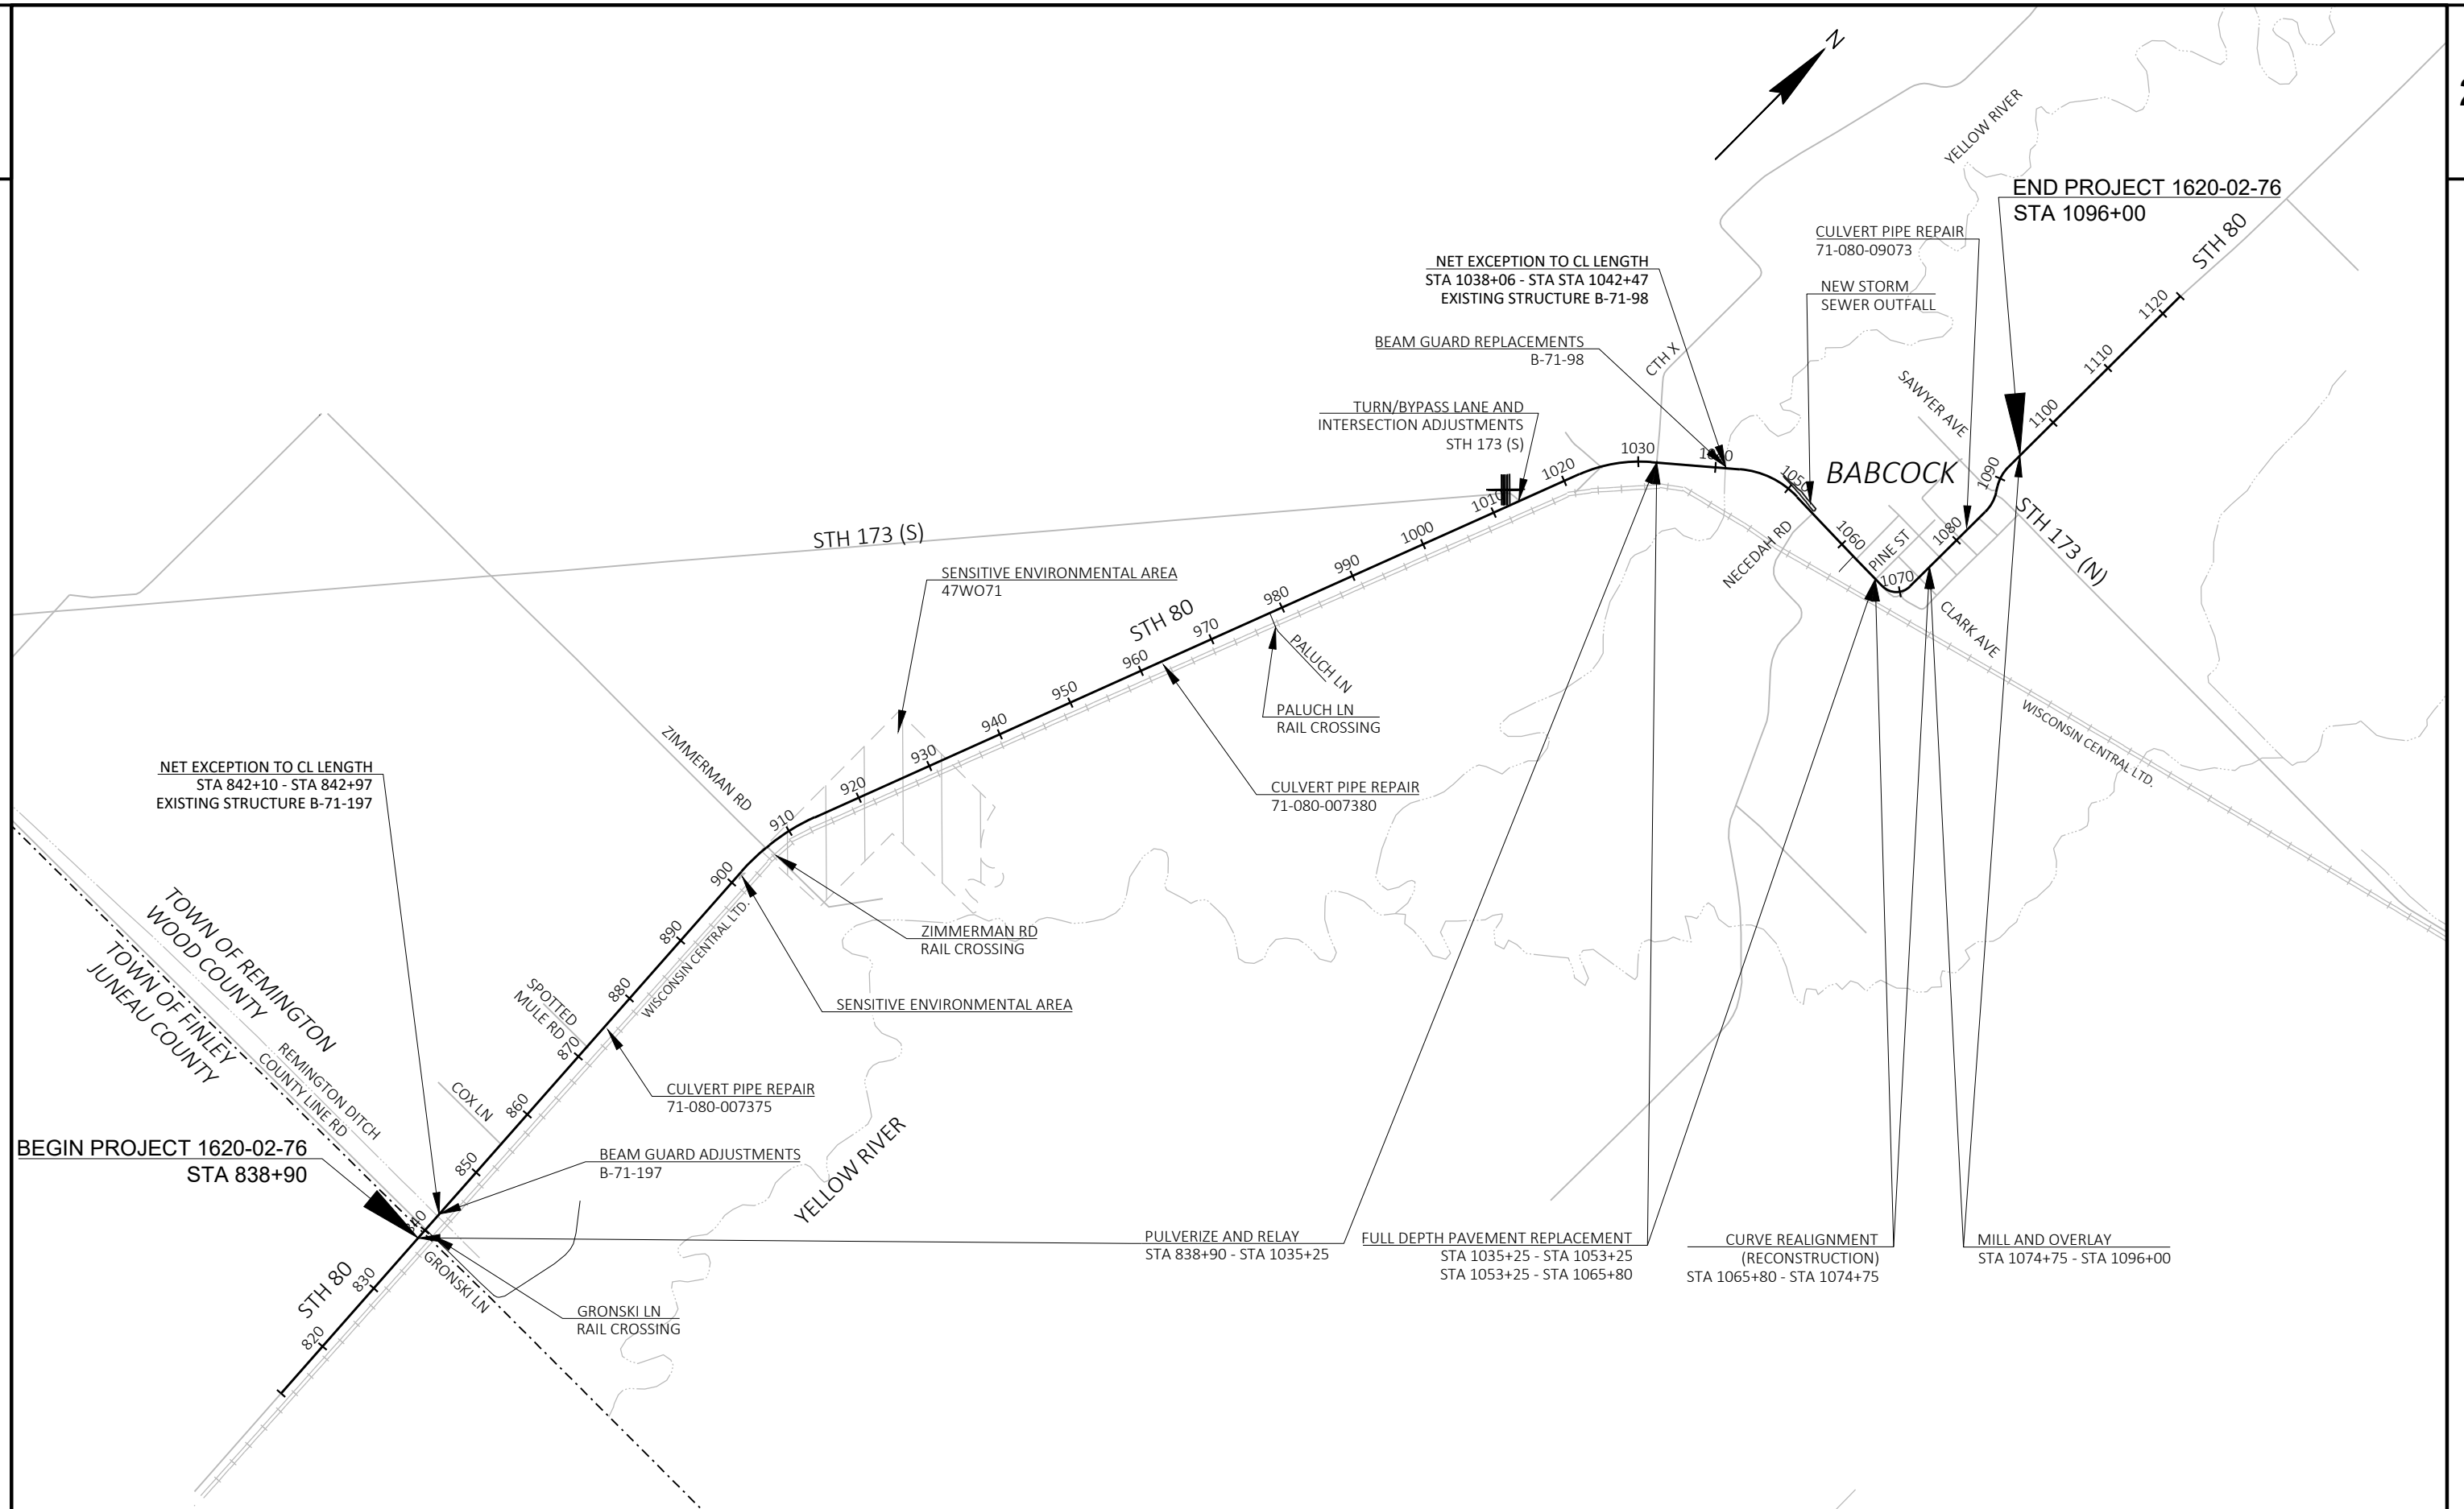 N
YELLOW RIVER
END PROJECT 1620-02-76
STA 1096+00
STH 80
CULVERT PIPE REPAIR
71-080-09073
NET EXCEPTION TO CL LENGTH
STA 1038+06 - STA STA 1042+47
EXISTING STRUCTURE B-71-98
NEW STORM
SEWER OUTFALL
1120
BEAM GUARD REPLACEMENTS
B-71-98
CTH X
1110
SAWYER AVE
TURN/BYPASS LANE AND
INTERSECTION ADJUSTMENTS
STH 173 (S)
1100
1030
1020
1050
BABCOCK
1090
1010
STH 173 (S)
1000
NECEDAH RD
1060
PINE ST
1080
STH 173 (N)
990
1070
SENSITIVE ENVIRONMENTAL AREA
47WO71
980
STH 80
970
CLARK AVE
960
PALUCH LN
950
PALUCH LN
RAIL CROSSING
940
WISCONSIN CENTRAL LTD.
ZIMMERMAN RD
930
NET EXCEPTION TO CL LENGTH
STA 842+10 - STA 842+97
EXISTING STRUCTURE B-71-197
920
CULVERT PIPE REPAIR
71-080-007380
910
900
TOWN OF REMINGTON
WOOD COUNTY
TOWN OF FINLEY
JUNEAU COUNTY
890
ZIMMERMAN RD
RAIL CROSSING
WISCONSIN CENTRAL LTD.
880
SENSITIVE ENVIRONMENTAL AREA
SPOTTED
MULE RD
870
REMINGTON DITCH
COUNTY LINE RD
COX LN
860
CULVERT PIPE REPAIR
71-080-007375
BEGIN PROJECT 1620-02-76
STA 838+90
850
BEAM GUARD ADJUSTMENTS
B-71-197
YELLOW RIVER
PULVERIZE AND RELAY
STA 838+90 - STA 1035+25
FULL DEPTH PAVEMENT REPLACEMENT
STA 1035+25 - STA 1053+25
STA 1053+25 - STA 1065+80
CURVE REALIGNMENT
(RECONSTRUCTION)
STA 1065+80 - STA 1074+75
MILL AND OVERLAY
STA 1074+75 - STA 1096+00
GRONSKI LN
STH 80
830
GRONSKI LN
RAIL CROSSING
820